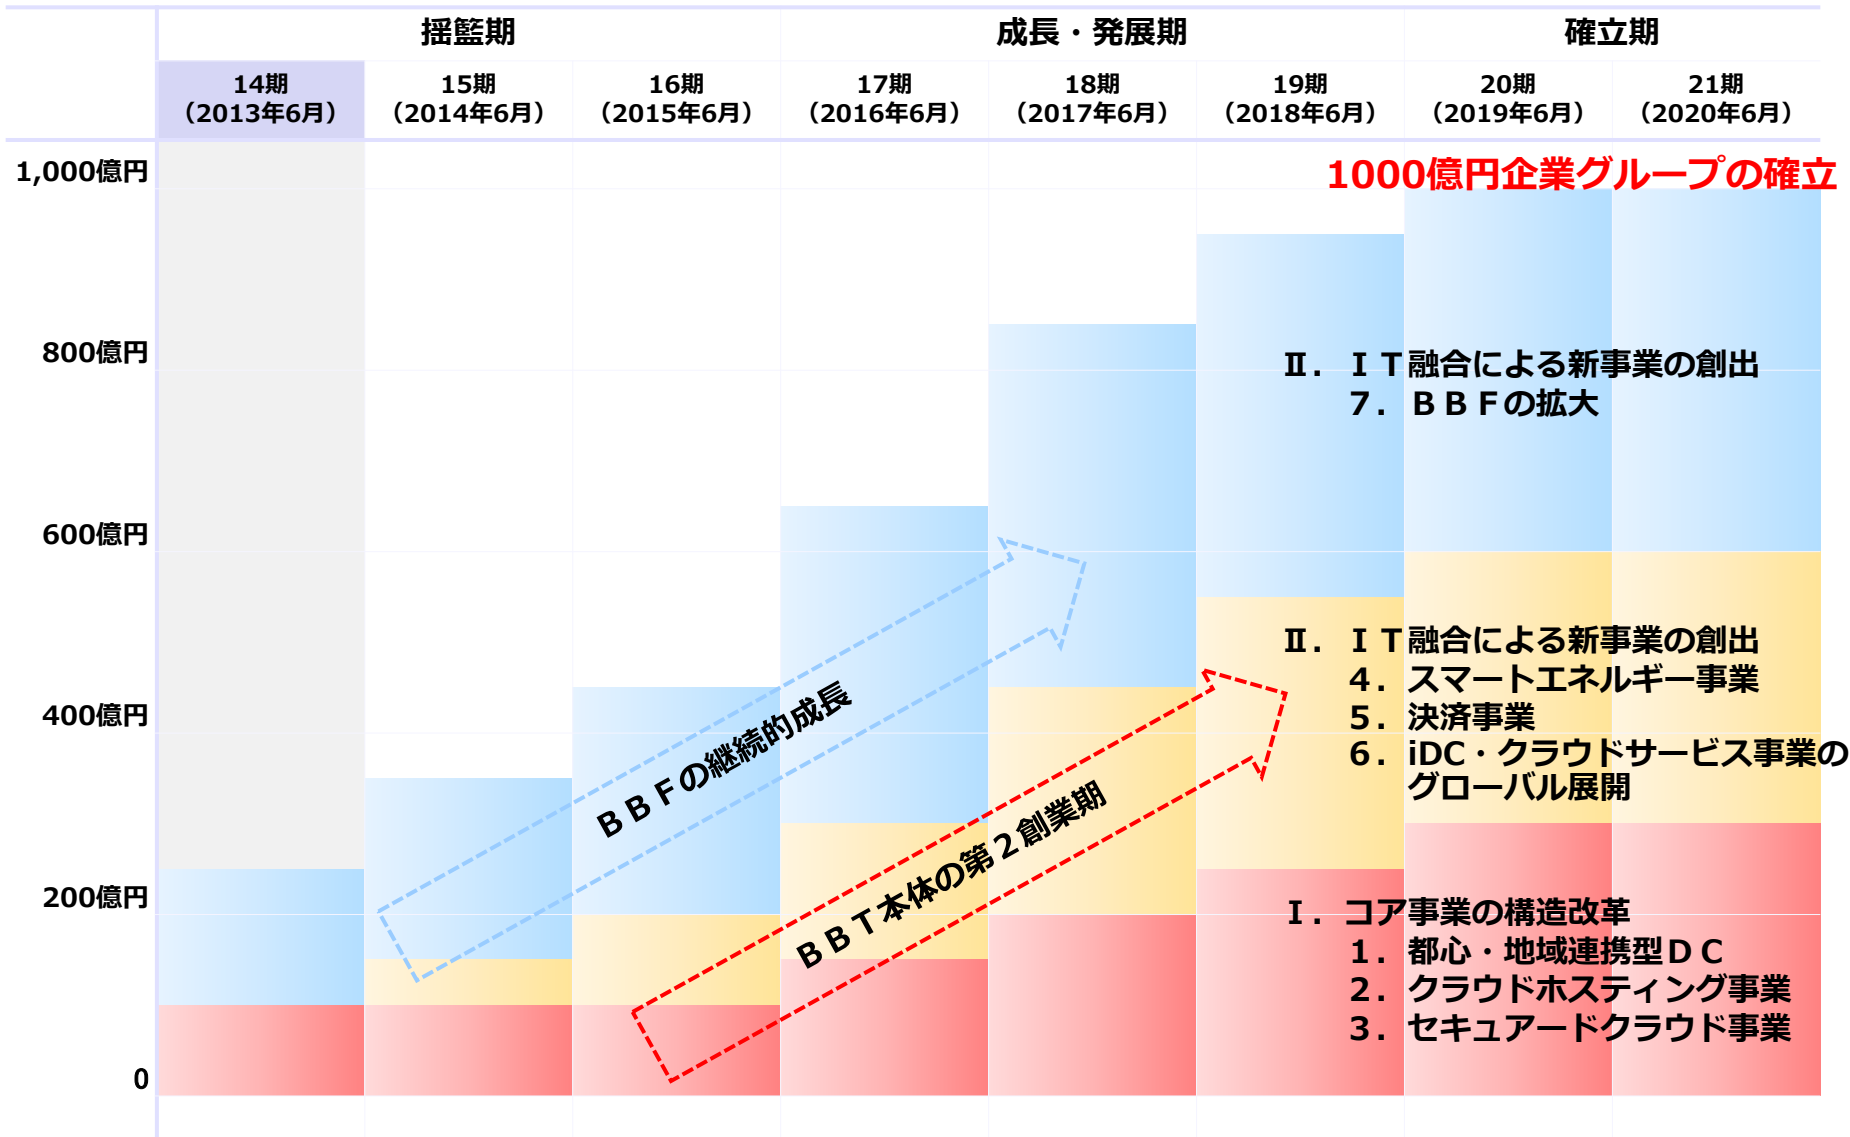 揺籃期
成長・発展期
確立期
14期
（2013年6月）
15期
（2014年6月）
16期
（2015年6月）
17期
（2016年6月）
18期
（2017年6月）
19期
（2018年6月）
20期
（2019年6月）
21期
（2020年6月）
1,000億円
800億円
600億円
400億円
200億円
0
1000億円企業グループの確立
Ⅱ．ＩＴ融合による新事業の創出
７．ＢＢＦの拡大
Ⅱ．ＩＴ融合による新事業の創出
４．スマートエネルギー事業
５．決済事業
６．iDC・クラウドサービス事業の
グローバル展開
Ⅰ．コア事業の構造改革
１．都心・地域連携型ＤＣ
２．クラウドホスティング事業
３．セキュアードクラウド事業
ＢＢＦの継続的成長
ＢＢＴ本体の第２創業期